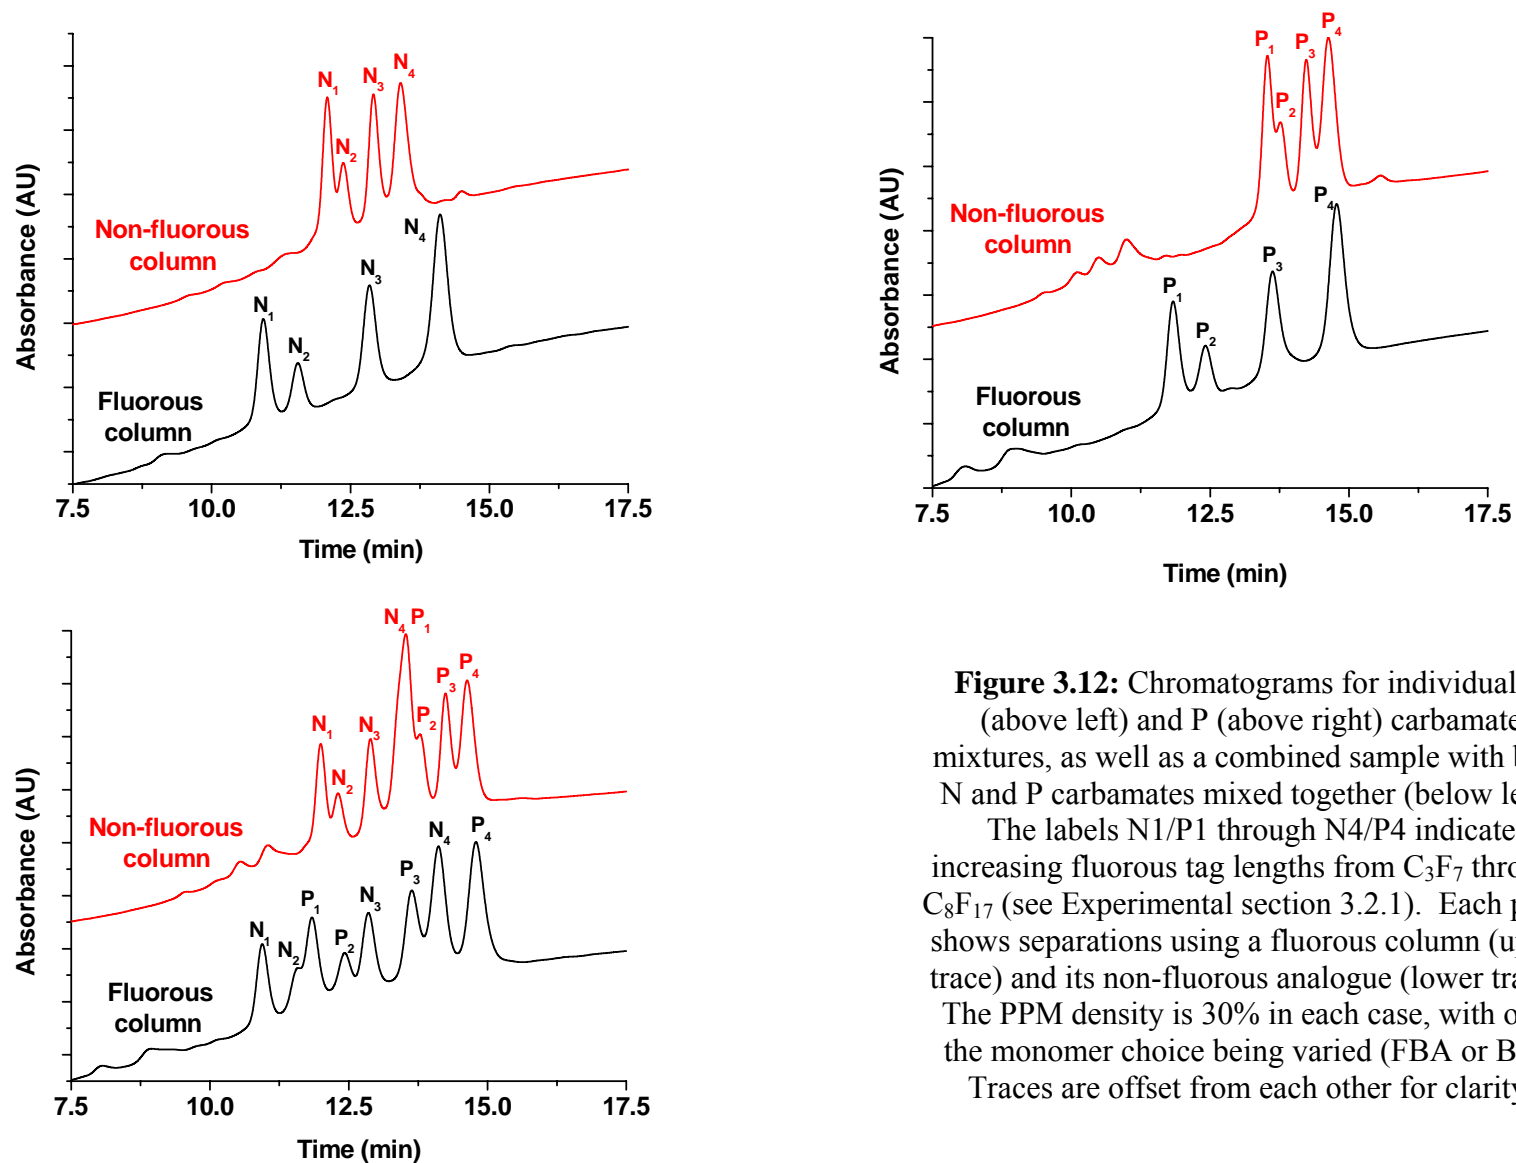 N1
N2
N3
N4
Non-fluorous
column
N1
N2
N3
N4
Fluorous
column
Absorbance (AU)
7.5 10.0 12.5 15.0 17.5
Time (min)
P1
P2
P3
P4
Non-fluorous
column
P1
P2
P3
P4
Fluorous
column
Absorbance (AU)
7.5 10.0 12.5 15.0 17.5
Time (min)
N1
N2
N3
N4 P1
P2
P3
P4
Non-fluorous
column
N1
N2
P1
P2
N3
P3
N4
P4
Fluorous
column
Absorbance (AU)
7.5 10.0 12.5 15.0 17.5
Time (min)
Figure 3.12: Chromatograms for individual
(above left) and P (above right) carbamate
mixtures, as well as a combined sample with
N and P carbamates mixed together (below
The labels N1/P1 through N4/P4 indicate
increasing fluorous tag lengths from C3F7
C8F17 (see Experimental section 3.2.1). Each
shows separations using a fluorous column
trace) and its non-fluorous analogue (lower
The PPM density is 30% in each case, with
the monomer choice being varied (FBA or
Traces are offset from each other for clarity